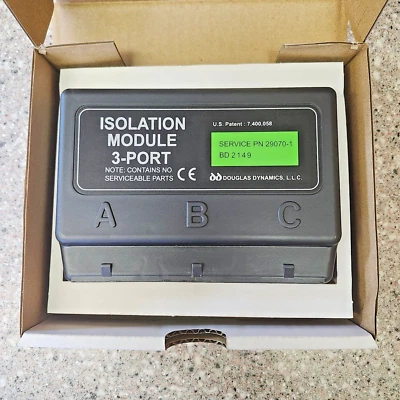 ISOLATION
MODULE
3-PORT
NOTE: CONTAINS NO
SERVICEABLE PARTS
CE
U.S. Patent : 7,400,058
SERVICE PN 29070-1
BD 2149
DOUGLAS DYNAMICS, L.L.C.
A B C